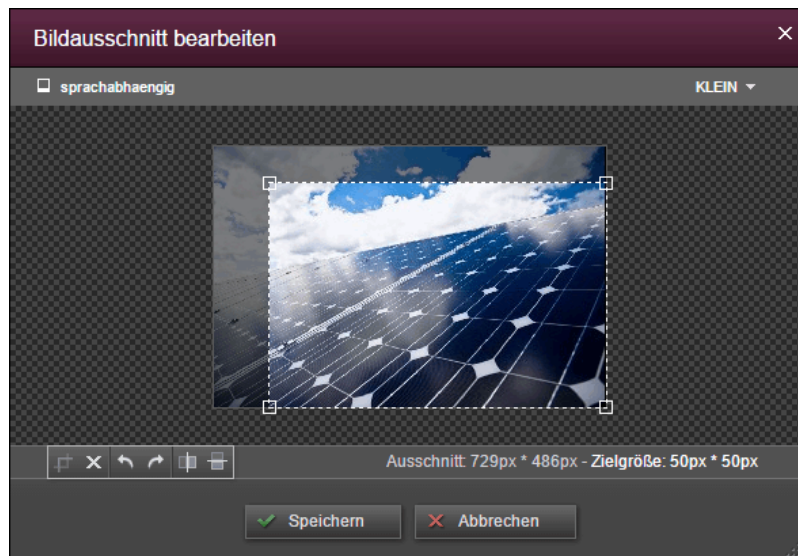 Bildausschnitt bearbeiten
sprachabhaengig
KLEIN
Ausschnitt: 729px * 486px - Zielgröße: 50px * 50px
Speichern
Abbrechen